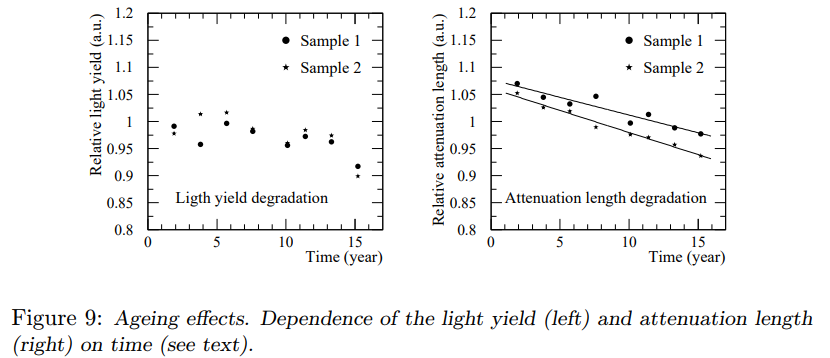 Relative light yield (a.u.)
1.2
1.15
1.1
1.05
1
0.95
0.9
0.85
0.8
Sample 1
Sample 2
Ligth yield degradation
0
5
10
15
Time (year)
Relative attenuation length (a.u.)
1.2
1.15
1.1
1.05
1
0.95
0.9
0.85
0.8
Sample 1
Sample 2
Attenuation length degradation
0
5
10
15
Time (year)
Figure 9: Ageing effects. Dependence of the light yield (left) and attenuation length
(right) on time (see text).